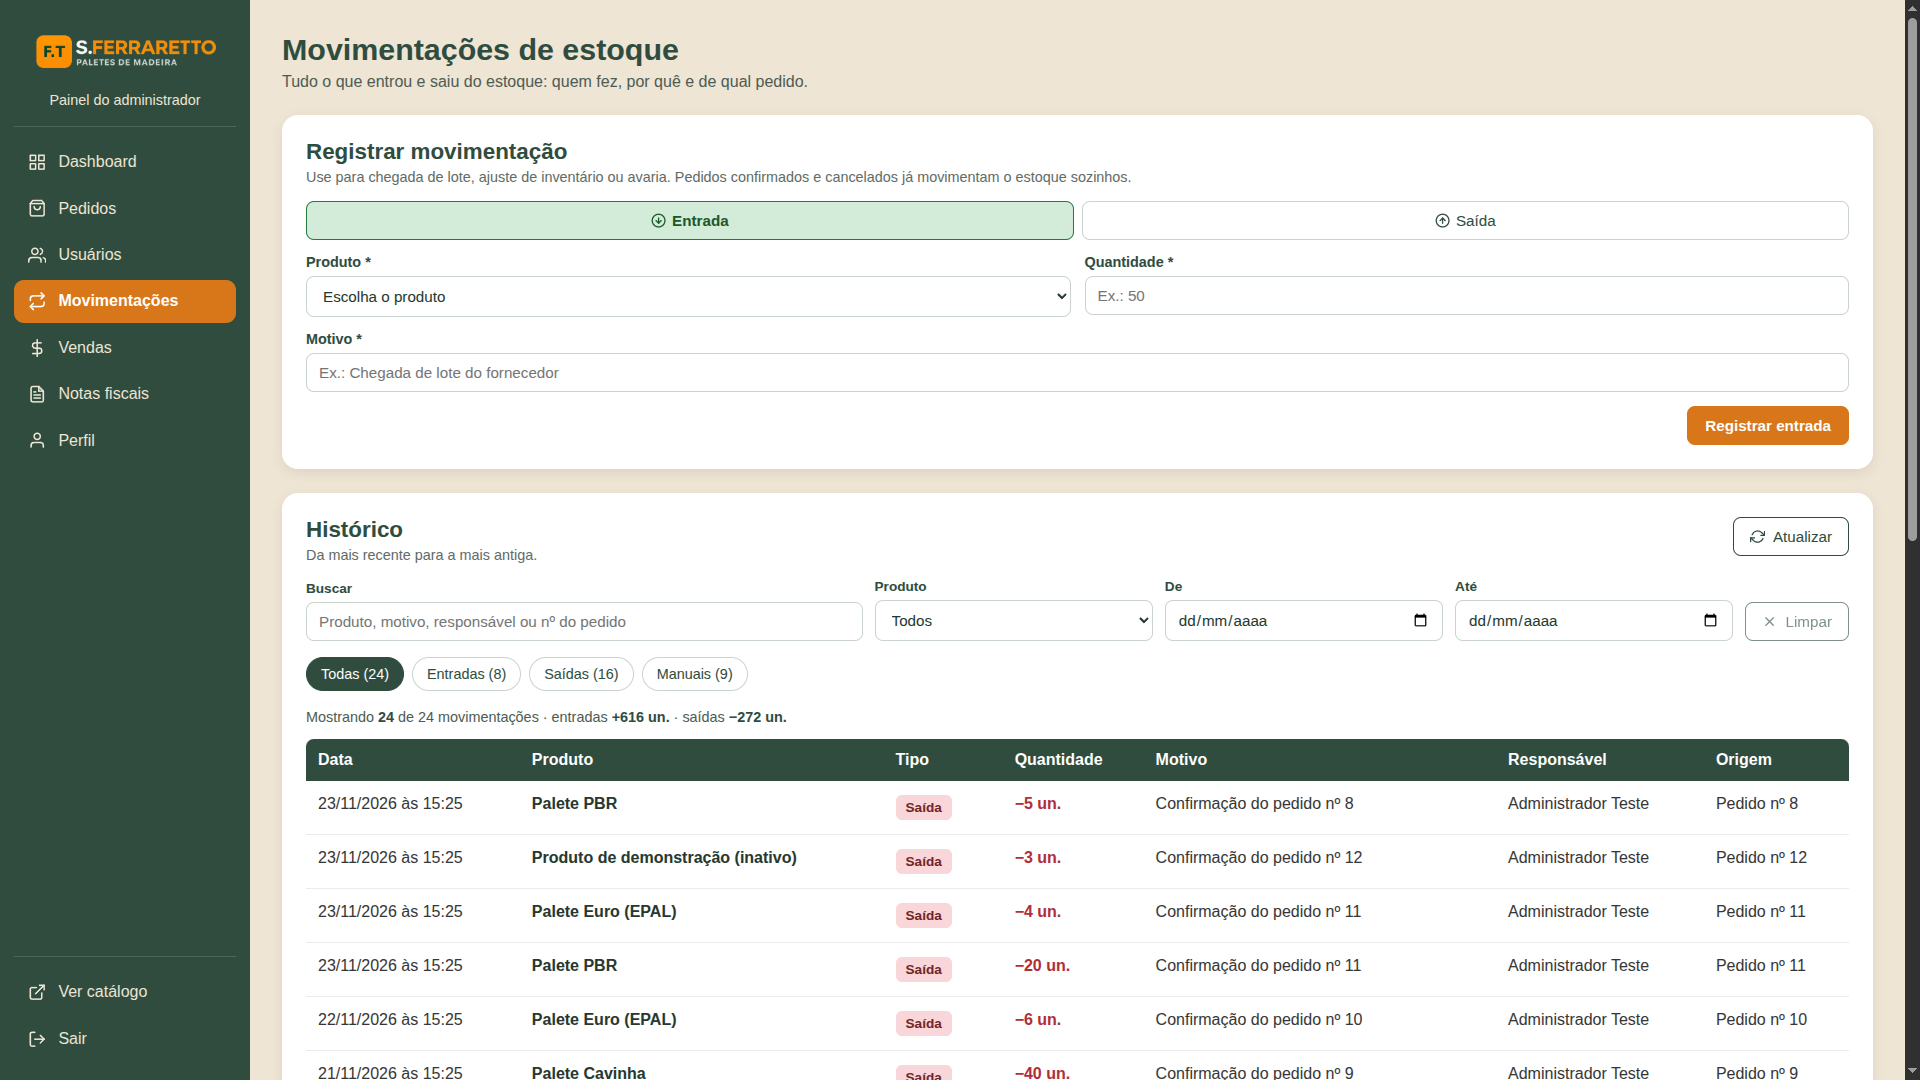 F.T S.FERRARETTO
PALETES DE MADEIRA
Painel do administrador
Dashboard
Pedidos
Usuários
Movimentações
Vendas
Notas fiscais
Perfil
Ver catálogo
Sair
Movimentações de estoque
Tudo o que entrou e saiu do estoque: quem fez, por quê e de qual pedido.
Registrar movimentação
Use para chegada de lote, ajuste de inventário ou avaria. Pedidos confirmados e cancelados já movimentam o estoque sozinhos.
Entrada Saída
Produto * Quantidade *
Escolha o produto Ex.: 50
Motivo *
Ex.: Chegada de lote do fornecedor
Registrar entrada
Histórico
Da mais recente para a mais antiga.
Atualizar
Buscar Produto De Até
Produto, motivo, responsável ou nº do pedido Todos dd/mm/aaaa dd/mm/aaaa Limpar
Todas (24) Entradas (8) Saídas (16) Manuais (9)
Mostrando 24 de 24 movimentações · entradas +616 un. · saídas −272 un.
Data Produto Tipo Quantidade Motivo Responsável Origem
23/11/2026 às 15:25 Palete PBR Saída −5 un. Confirmação do pedido nº 8 Administrador Teste Pedido nº 8
23/11/2026 às 15:25 Produto de demonstração (inativo) Saída −3 un. Confirmação do pedido nº 12 Administrador Teste Pedido nº 12
23/11/2026 às 15:25 Palete Euro (EPAL) Saída −4 un. Confirmação do pedido nº 11 Administrador Teste Pedido nº 11
23/11/2026 às 15:25 Palete PBR Saída −20 un. Confirmação do pedido nº 11 Administrador Teste Pedido nº 11
22/11/2026 às 15:25 Palete Euro (EPAL) Saída −6 un. Confirmação do pedido nº 10 Administrador Teste Pedido nº 10
21/11/2026 às 15:25 Palete Cavinha Saída −40 un. Confirmação do pedido nº 9 Administrador Teste Pedido nº 9